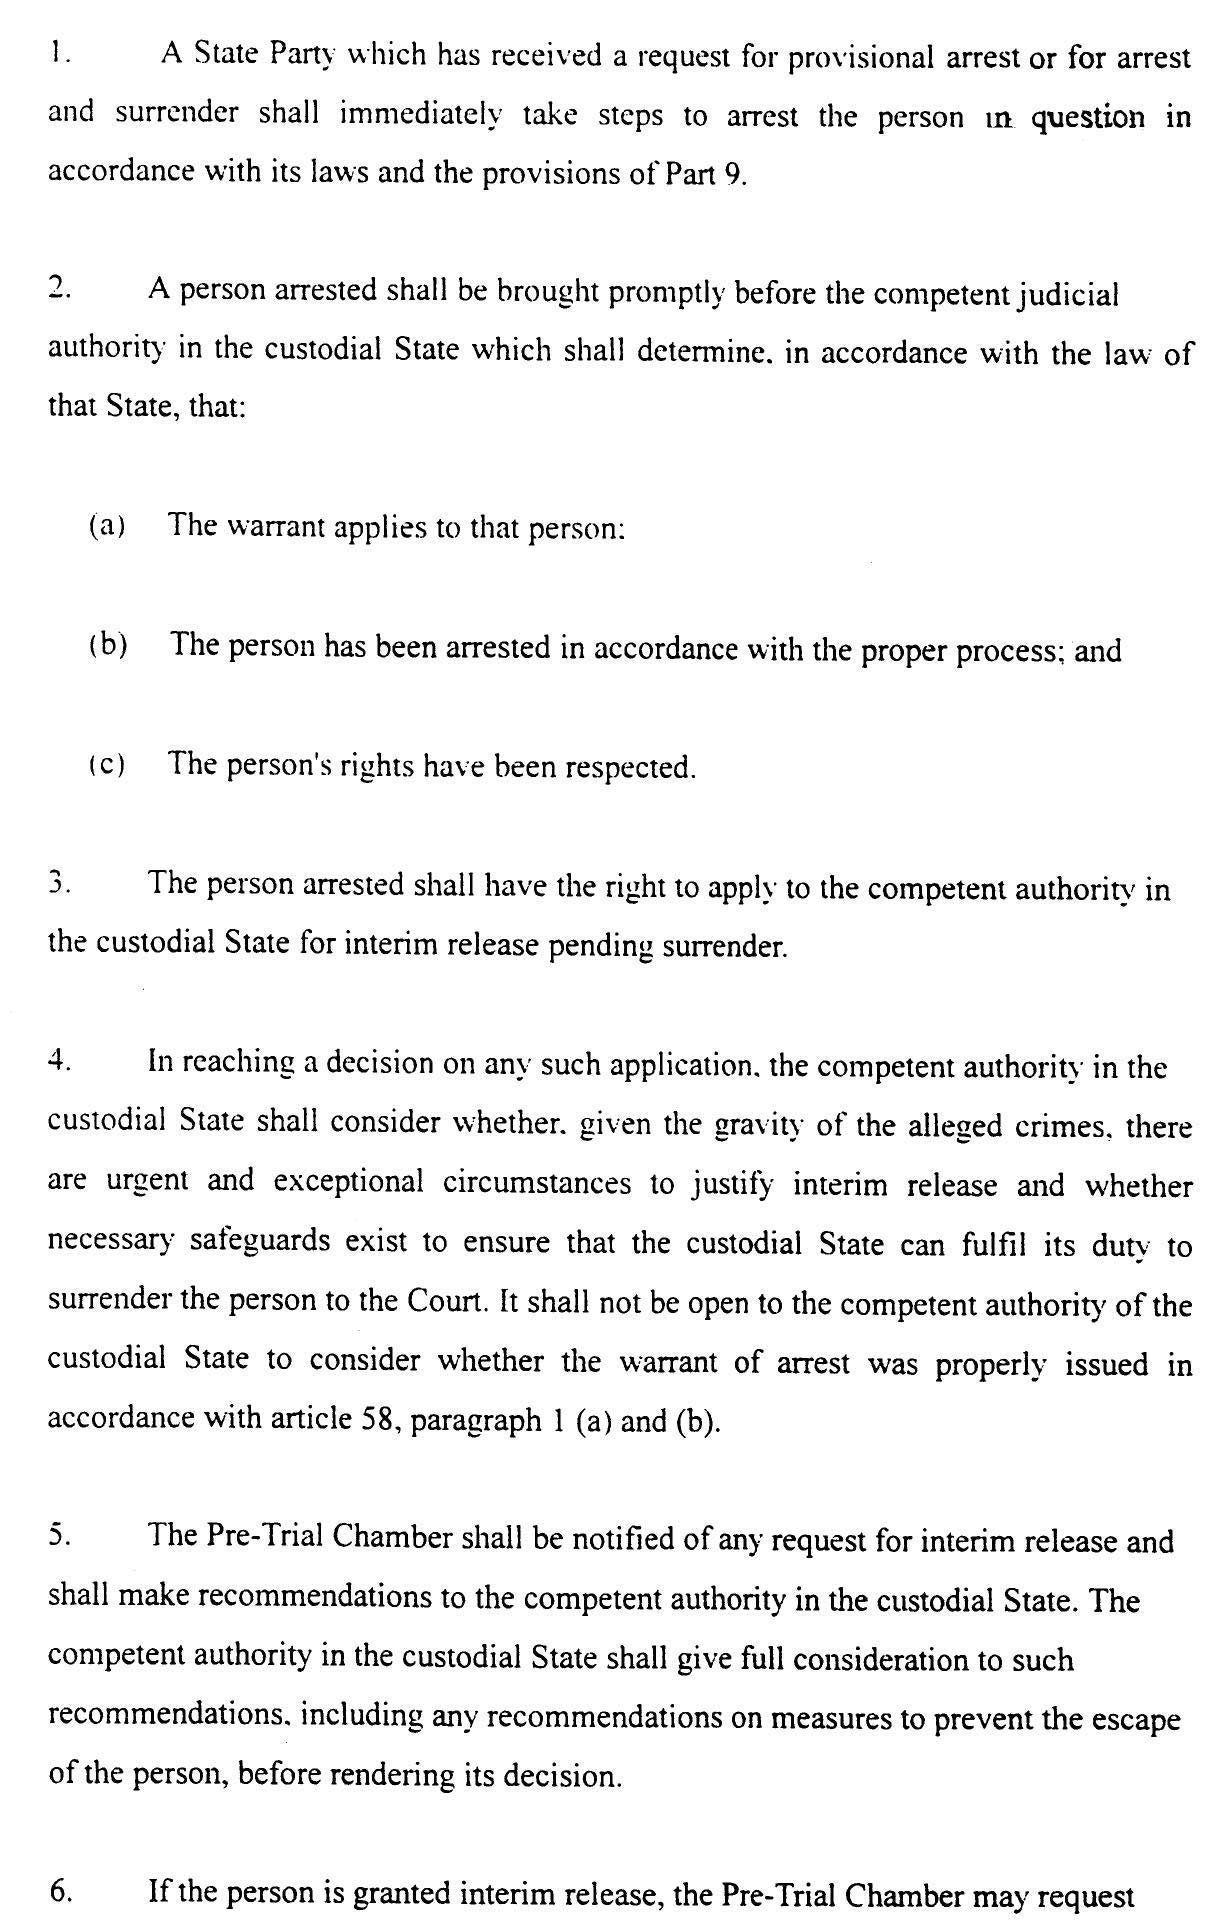 1. A State Party which has received a request for provisional arrest or for arrest
and surrender shall immediately take steps to arrest the person in question in
accordance with its laws and the provisions of Part 9.
2. A person arrested shall be brought promptly before the competent judicial
authority in the custodial State which shall determine. in accordance with the law of
that State, that:
(a) The warrant applies to that person:
(b) The person has been arrested in accordance with the proper process; and
(c) The person's rights have been respected.
3. The person arrested shall have the right to apply to the competent authority in
the custodial State for interim release pending surrender.
4. In reaching a decision on any such application. the competent authority in the
custodial State shall consider whether. given the gravity of the alleged crimes, there
are urgent and exceptional circumstances to justify interim release and whether
necessary safeguards exist to ensure that the custodial State can fulfil its duty to
surrender the person to the Court. It shall not be open to the competent authority of the
custodial State to consider whether the warrant of arrest was properly issued in
accordance with article 58, paragraph 1 (a) and (b).
5. The Pre-Trial Chamber shall be notified of any request for interim release and
shall make recommendations to the competent authority in the custodial State. The
competent authority in the custodial State shall give full consideration to such
recommendations. including any recommendations on measures to prevent the escape
of the person, before rendering its decision.
6. If the person is granted interim release, the Pre-Trial Chamber may request